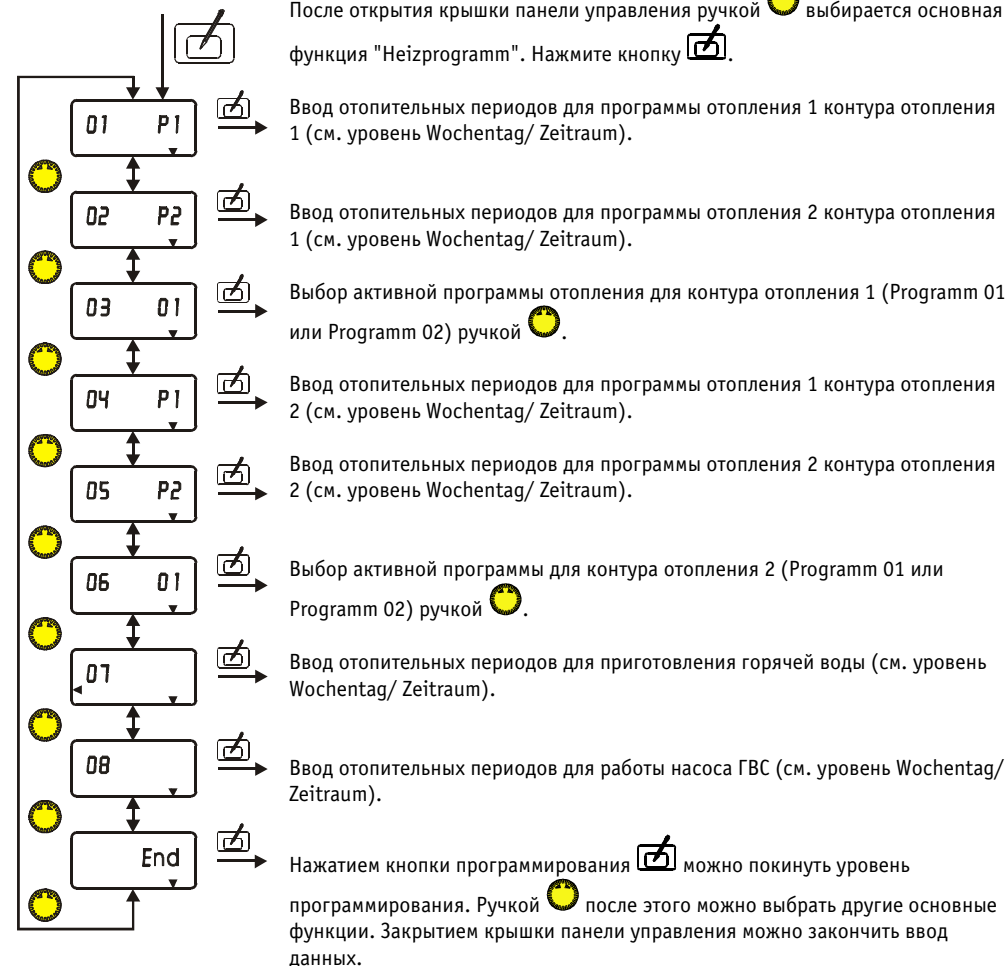 После открытия крышки панели управления ручкой выбирается основная
функция "Heizprogramm". Нажмите кнопку .
01 P1
Ввод отопительных периодов для программы отопления 1 контура отопления
1 (см. уровень Wochentag/ Zeitraum).
02 P2
Ввод отопительных периодов для программы отопления 2 контура отопления
1 (см. уровень Wochentag/ Zeitraum).
03 01
Выбор активной программы отопления для контура отопления 1 (Programm 01
или Programm 02) ручкой .
04 P1
Ввод отопительных периодов для программы отопления 1 контура отопления
2 (см. уровень Wochentag/ Zeitraum).
05 P2
Ввод отопительных периодов для программы отопления 2 контура отопления
2 (см. уровень Wochentag/ Zeitraum).
06 01
Выбор активной программы для контура отопления 2 (Programm 01 или
Programm 02) ручкой .
07
Ввод отопительных периодов для приготовления горячей воды (см. уровень
Wochentag/ Zeitraum).
08
Ввод отопительных периодов для работы насоса ГВС (см. уровень Wochentag/
Zeitraum).
End
Нажатием кнопки программирования можно покинуть уровень
программирования. Ручкой после этого можно выбрать другие основные
функции. Закрытием крышки панели управления можно закончить ввод
данных.